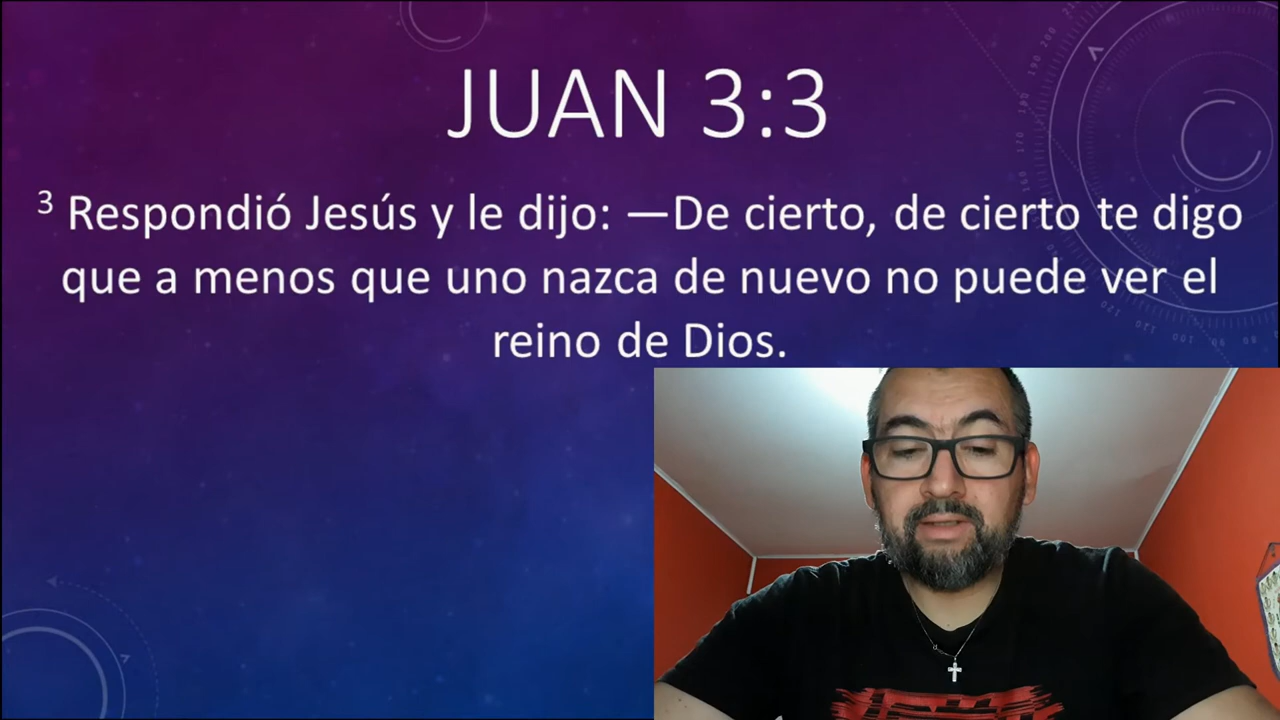 JUAN 3:3
³ Respondió Jesús y le dijo: —De cierto, de cierto te digo
que a menos que uno nazca de nuevo no puede ver el
reino de Dios.